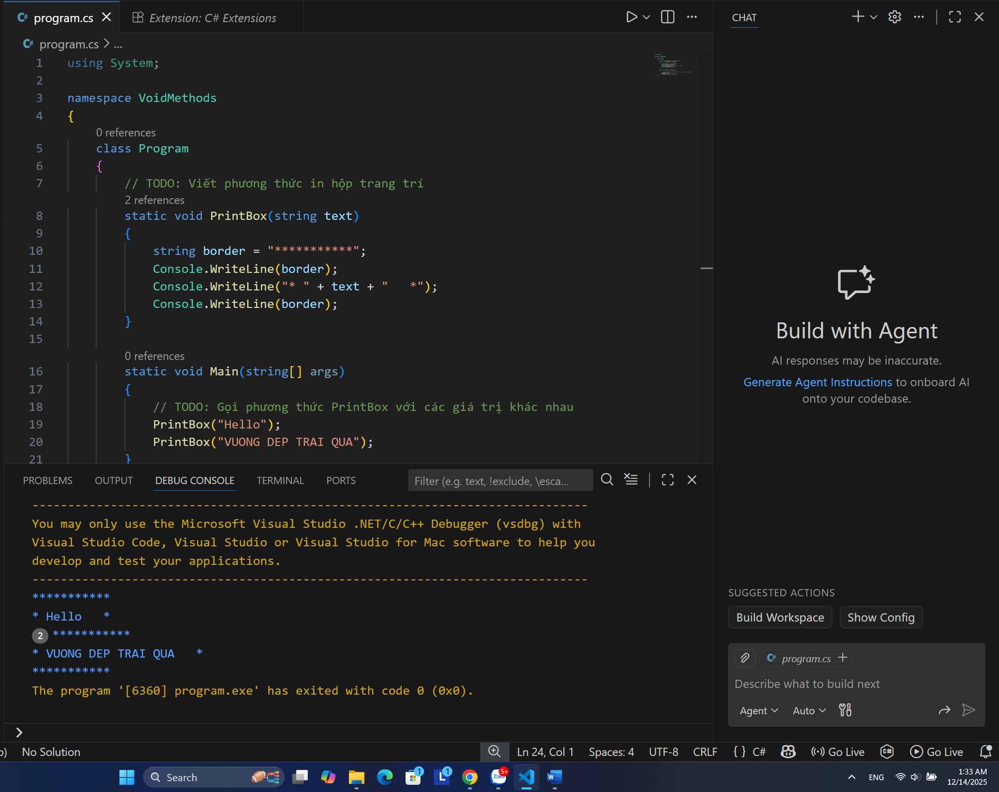 program.cs
Extension: C# Extensions
program.cs > ...
1 using System;
2
3 namespace VoidMethods
4 {
0 references
5 class Program
6 {
7 // TODO: Viết phương thức in hộp trang trí
2 references
8 static void PrintBox(string text)
9 {
10 string border = "***********";
11 Console.WriteLine(border);
12 Console.WriteLine("* " + text + "   *");
13 Console.WriteLine(border);
14 }
15
0 references
16 static void Main(string[] args)
17 {
18 // TODO: Gọi phương thức PrintBox với các giá trị khác nhau
19 PrintBox("Hello");
20 PrintBox("VUONG DEP TRAI QUA");
21 }
PROBLEMS OUTPUT DEBUG CONSOLE TERMINAL PORTS
Filter (e.g. text, !exclude, \esca...
------------------------------------------------------------------------------
You may only use the Microsoft Visual Studio .NET/C/C++ Debugger (vsdbg) with
Visual Studio Code, Visual Studio or Visual Studio for Mac software to help you
develop and test your applications.
------------------------------------------------------------------------------
***********
* Hello   *
2 ***********
* VUONG DEP TRAI QUA   *
***********
The program '[6360] program.exe' has exited with code 0 (0x0).
CHAT
Build with Agent
AI responses may be inaccurate.
Generate Agent Instructions to onboard AI
onto your codebase.
SUGGESTED ACTIONS
Build Workspace Show Config
program.cs
Describe what to build next
Agent Auto
No Solution
Ln 24, Col 1 Spaces: 4 UTF-8 CRLF { } C# Go Live Go Live
Search
1 1 5+
Zalo
ENG
1:33 AM
12/14/2025